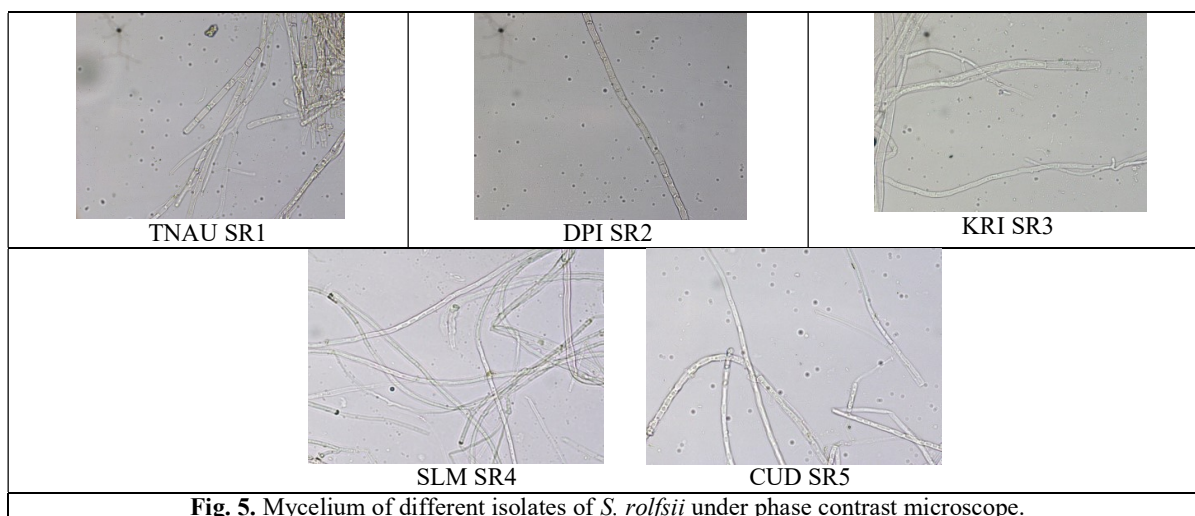 TNAU SR1
DPI SR2
KRI SR3
SLM SR4
CUD SR5
Fig. 5. Mycelium of different isolates of S. rolfsii under phase contrast microscope.